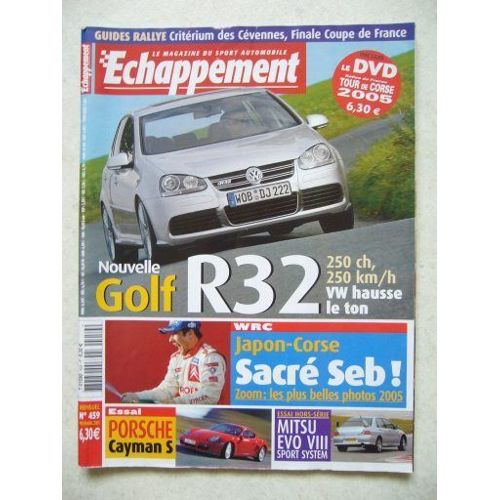 GUIDES RALLYE Critérium des Cévennes, Finale Coupe de France
LE MAGAZINE DU SPORT AUTOMOBILE
Echappement
Echappement
LE DVD
TOUR DE CORSE
2005
6,30 €
WOB DJ 222
Nouvelle
Golf R32
250 ch,
250 km/h
VW hausse
le ton
WRC
Japon-Corse
Sacré Seb !
Zoom : les plus belles photos 2005
MENSUEL
N° 459
6,30 €
Essai
PORSCHE
Cayman S
ESSAI HORS-SÉRIE
MITSU
EVO VIII
SPORT SYSTEM